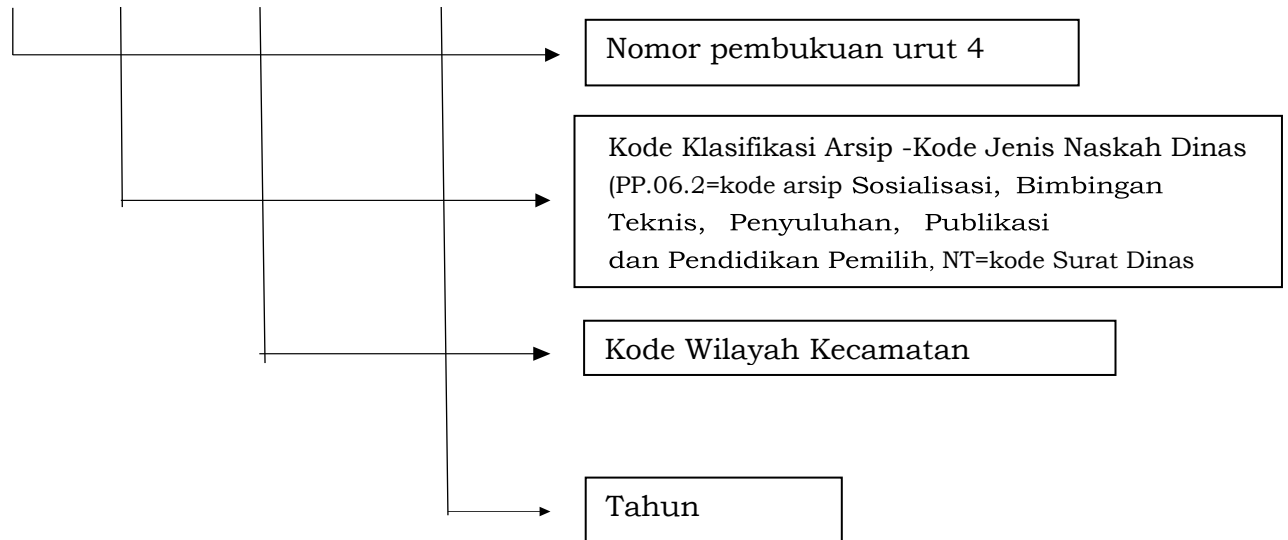 Nomor pembukuan urut 4
Kode Klasifikasi Arsip -Kode Jenis Naskah Dinas
(PP.06.2=kode arsip Sosialisasi, Bimbingan
Teknis, Penyuluhan, Publikasi
dan Pendidikan Pemilih, NT=kode Surat Dinas
Kode Wilayah Kecamatan
Tahun